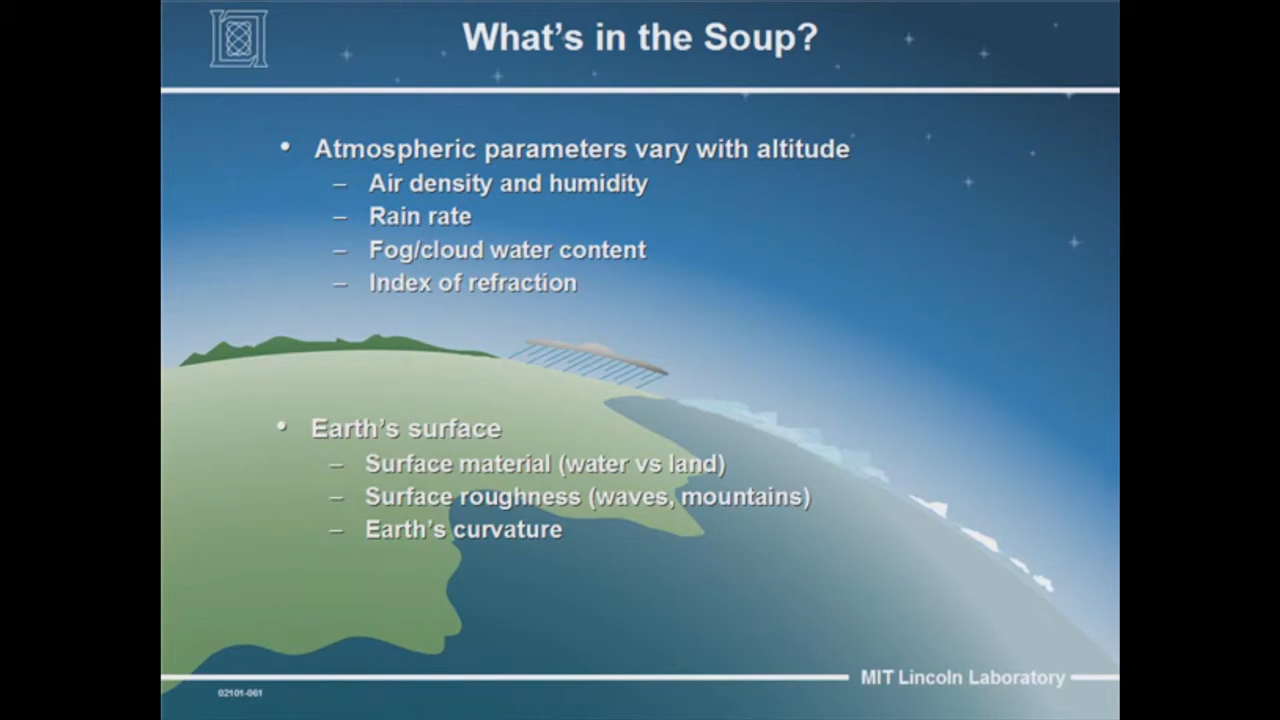 What's in the Soup?
• Atmospheric parameters vary with altitude
– Air density and humidity
– Rain rate
– Fog/cloud water content
– Index of refraction
• Earth's surface
– Surface material (water vs land)
– Surface roughness (waves, mountains)
– Earth's curvature
MIT Lincoln Laboratory
02101-061